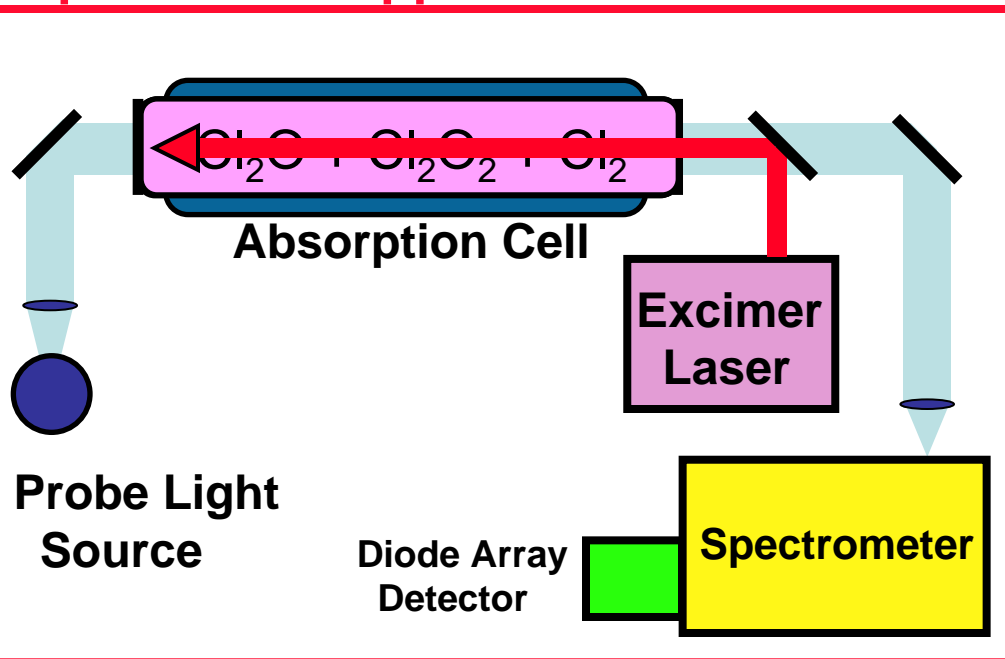 Cl₂O + Cl₂O₂ + Cl₂
Absorption Cell
Excimer
Laser
Probe Light
Source
Diode Array
Detector
Spectrometer